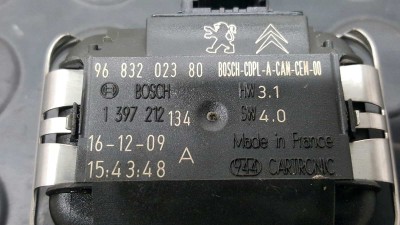 96 832 023 80 BOSCH-CDPL-A-CAN-CEM-00
BOSCH HW 3.1
1 397 212 134 SW 4.0
16-12-09 A Made in France
15:43:48 CARTRONIC